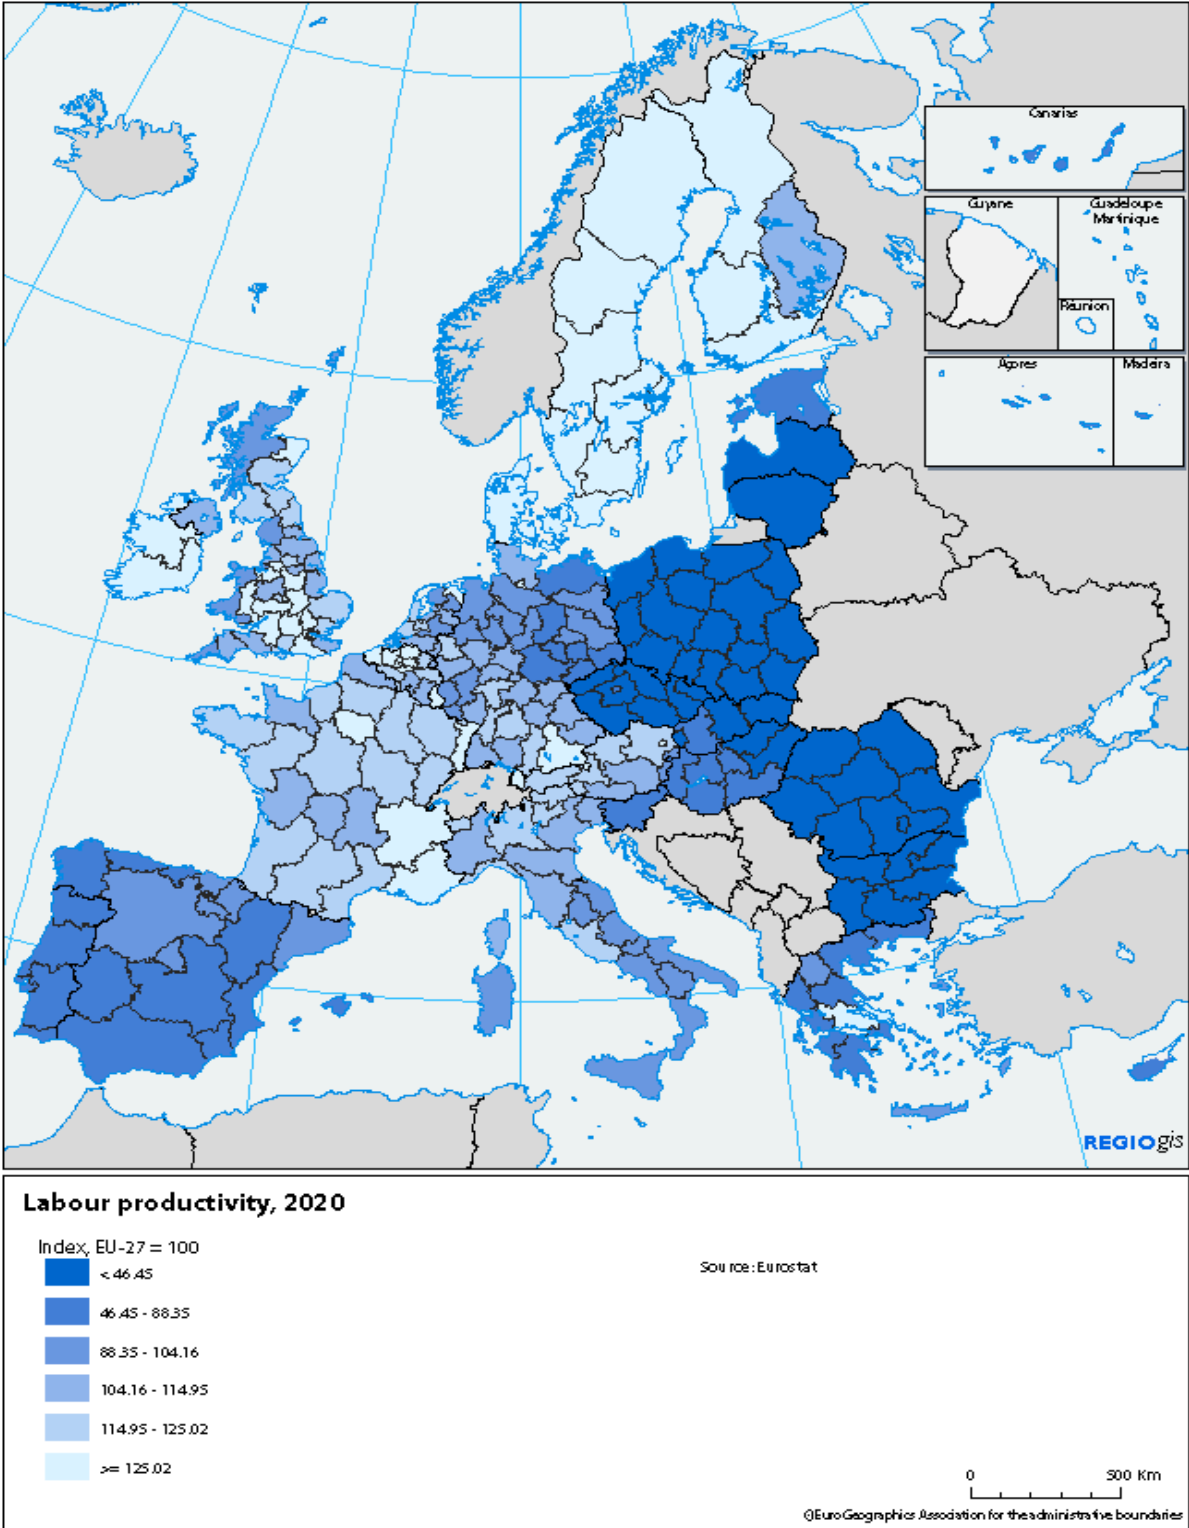 Canarias
Guyane
Guadeloupe
Martinique
Réunion
Açores
Madeira
REGIOgis
Labour productivity, 2020
Index, EU-27 = 100
< 46.45
46.45 - 88.35
88.35 - 104.16
104.16 - 114.95
114.95 - 125.02
>= 125.02
Source: Eurostat
0 500 Km
© EuroGeographics Association for the administrative boundaries